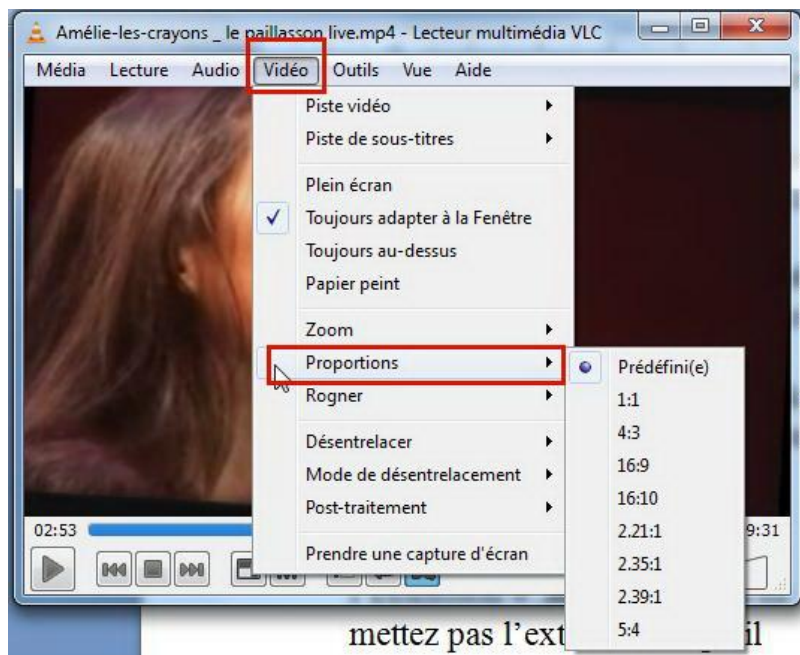 Amélie-les-crayons _ le paillasson live.mp4 - Lecteur multimédia VLC
Média Lecture Audio Vidéo Outils Vue Aide
Piste vidéo
Piste de sous-titres
Plein écran
Toujours adapter à la Fenêtre
Toujours au-dessus
Papier peint
Zoom
Proportions
Rogner
Désentrelacer
Mode de désentrelacement
Post-traitement
Prendre une capture d'écran
Prédéfini(e)
1:1
4:3
16:9
16:10
2.21:1
2.35:1
2.39:1
5:4
02:53
9:31
mettez pas l'ext
il